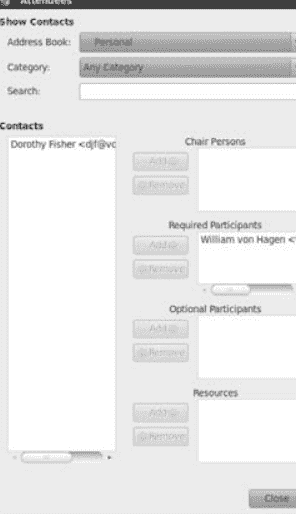 Attendees
Show Contacts
Address Book: Personal
Category: Any Category
Search:
Contacts
Dorothy Fisher <djf@vc
Chair Persons
Add
Remove
Required Participants
Add
Remove
William von Hagen <
Optional Participants
Add
Remove
Resources
Add
Remove
Close